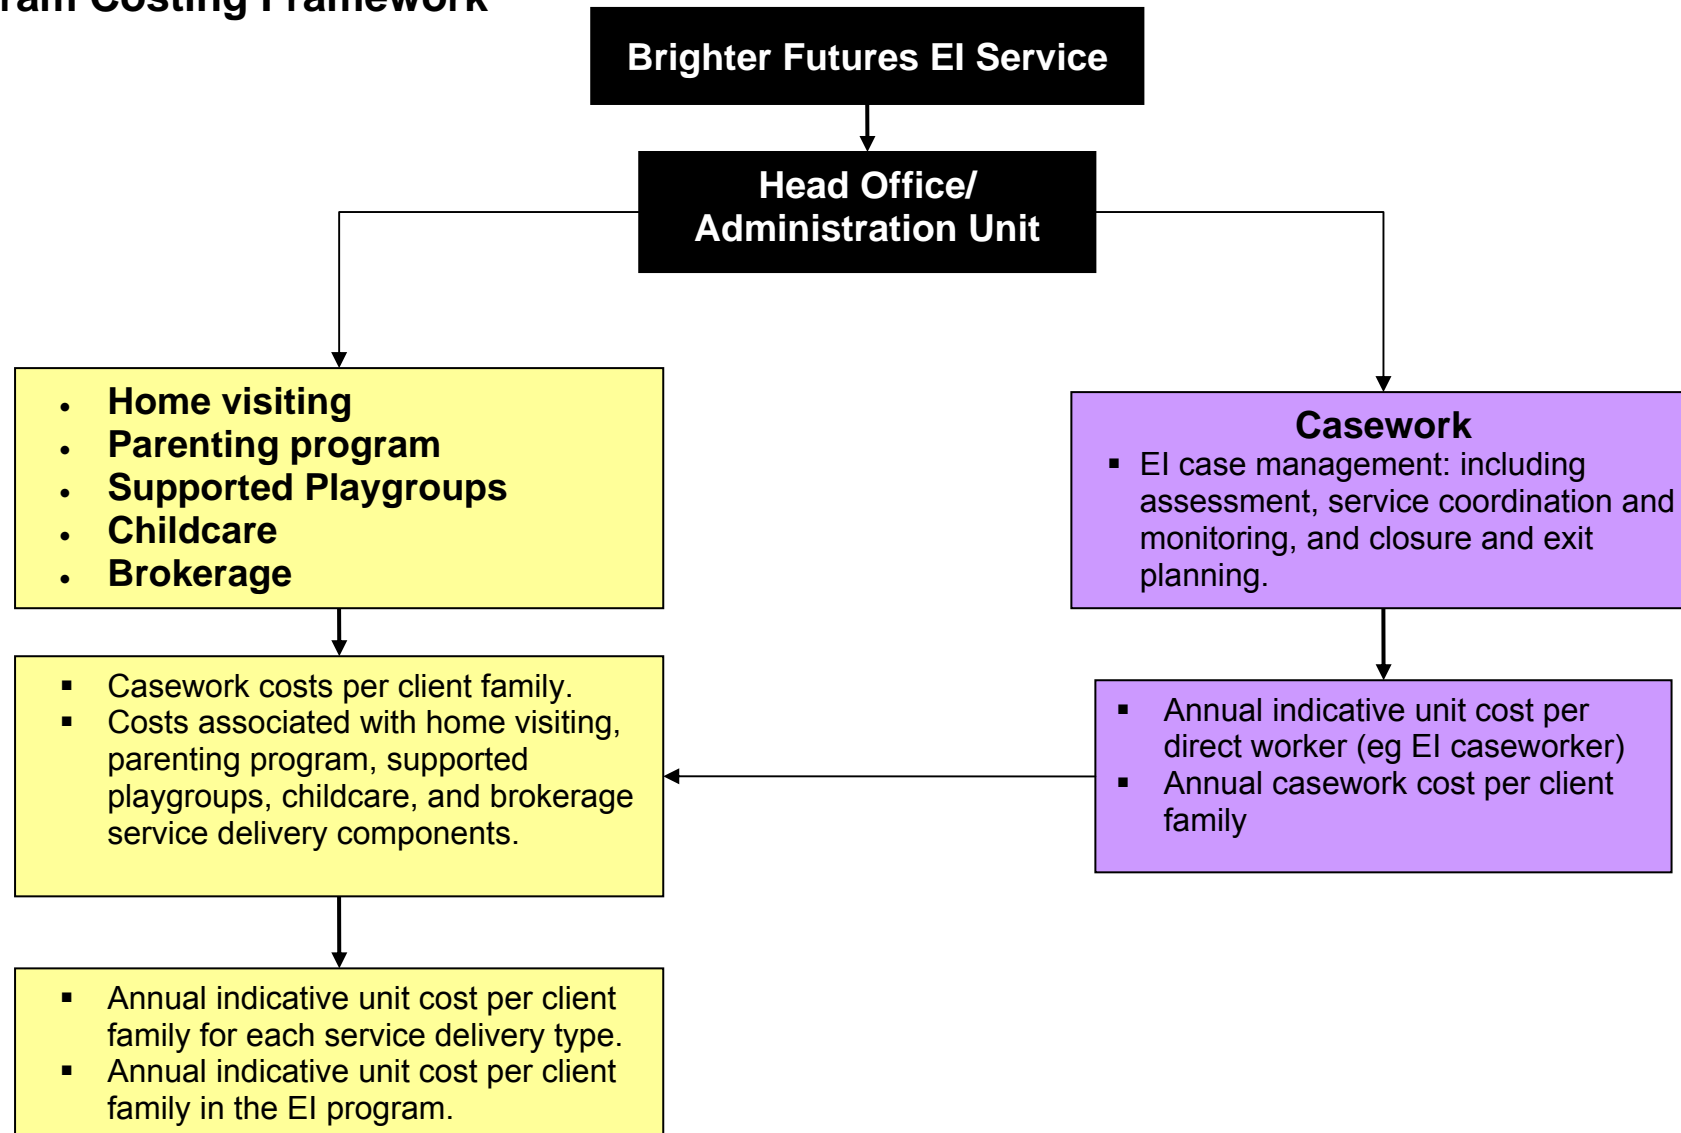 ram Costing Framework
Brighter Futures EI Service
Head Office/
Administration Unit
• Home visiting
• Parenting program
• Supported Playgroups
• Childcare
• Brokerage
Casework
▪ EI case management: including
assessment, service coordination and
monitoring, and closure and exit
planning.
▪ Casework costs per client family.
▪ Costs associated with home visiting,
parenting program, supported
playgroups, childcare, and brokerage
service delivery components.
▪ Annual indicative unit cost per
direct worker (eg EI caseworker)
▪ Annual casework cost per client
family
▪ Annual indicative unit cost per client
family for each service delivery type.
▪ Annual indicative unit cost per client
family in the EI program.